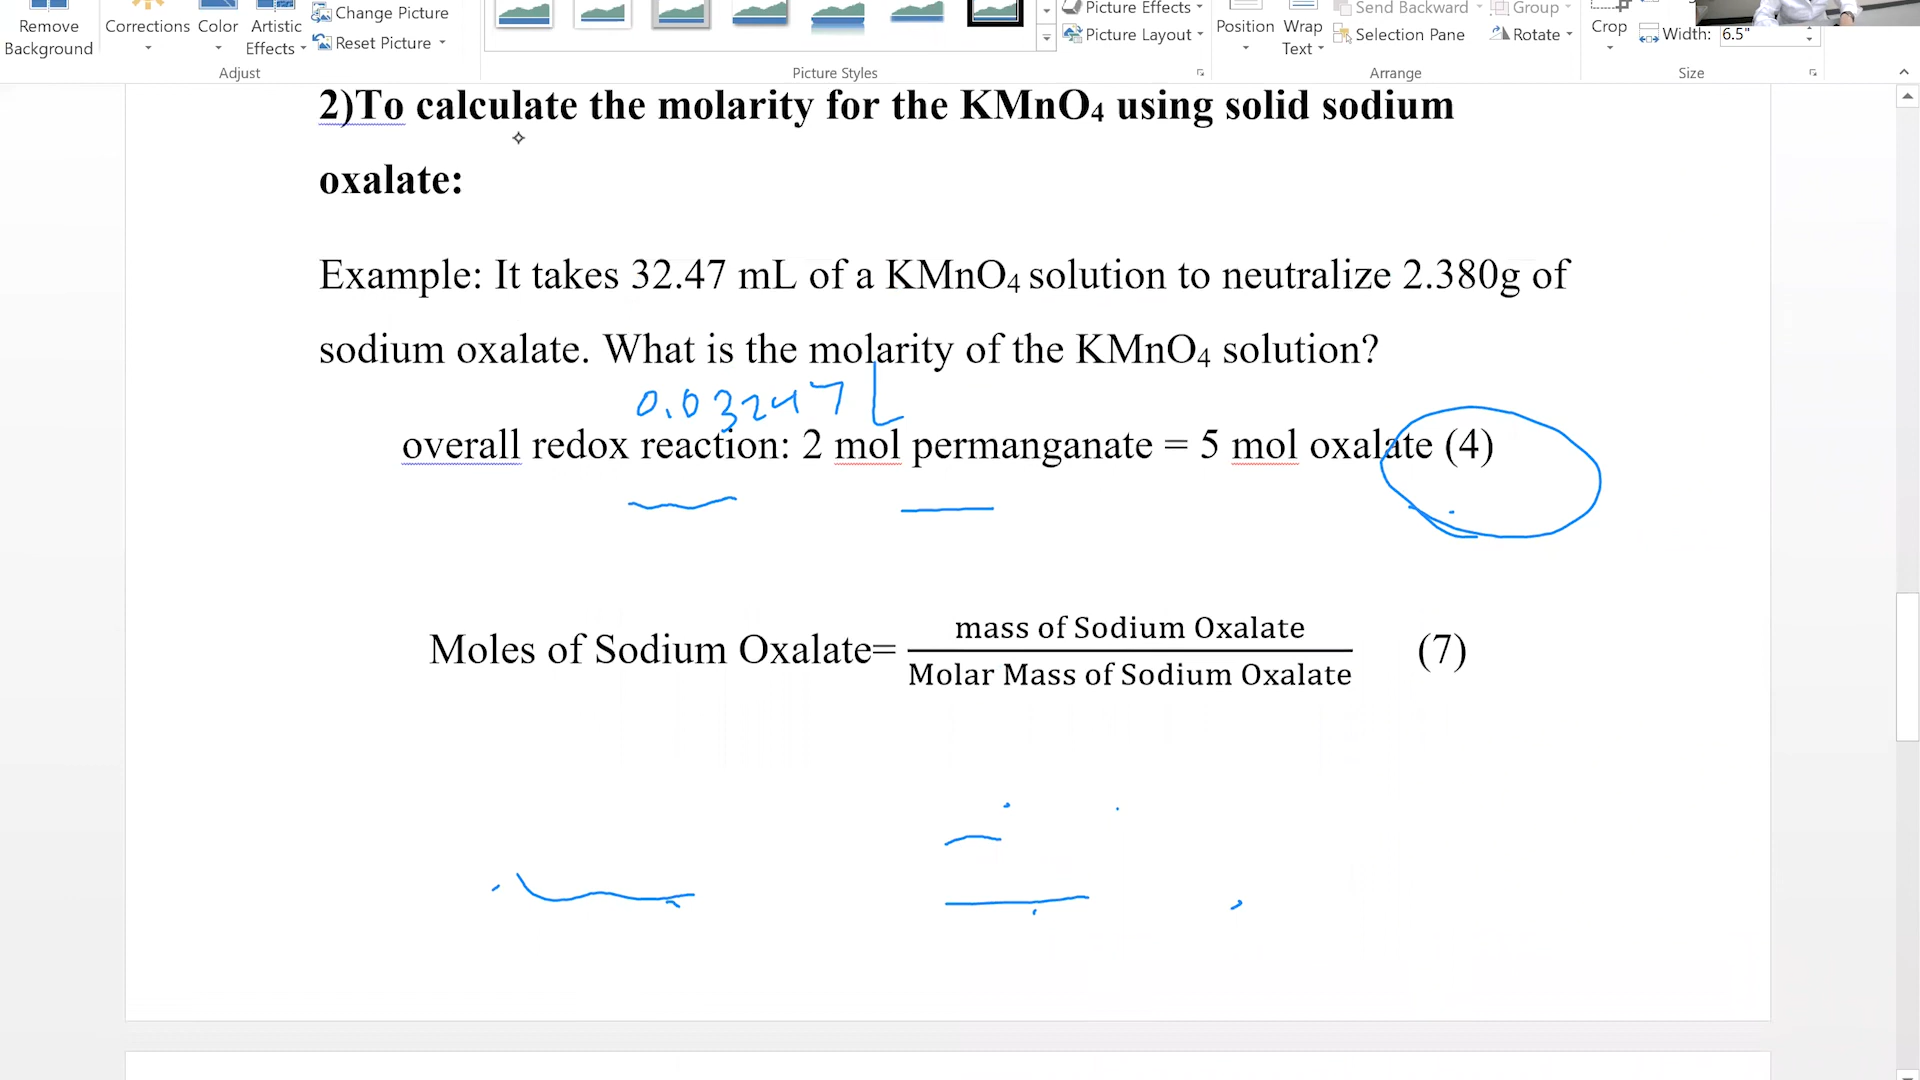 Remove
Background
Corrections
Color
Artistic
Effects
Change Picture
Reset Picture
Adjust
Picture Styles
Picture Effects
Picture Layout
Position
Wrap
Text
Send Backward
Selection Pane
Group
Rotate
Arrange
Crop
Width: 6.5"
Size
2)To calculate the molarity for the KMnO₄ using solid sodium
oxalate:
Example: It takes 32.47 mL of a KMnO₄ solution to neutralize 2.380g of
sodium oxalate. What is the molarity of the KMnO₄ solution?
0.03247 L
overall redox reaction: 2 mol permanganate = 5 mol oxalate (4)
Moles of Sodium Oxalate=
mass of Sodium Oxalate
Molar Mass of Sodium Oxalate
(7)